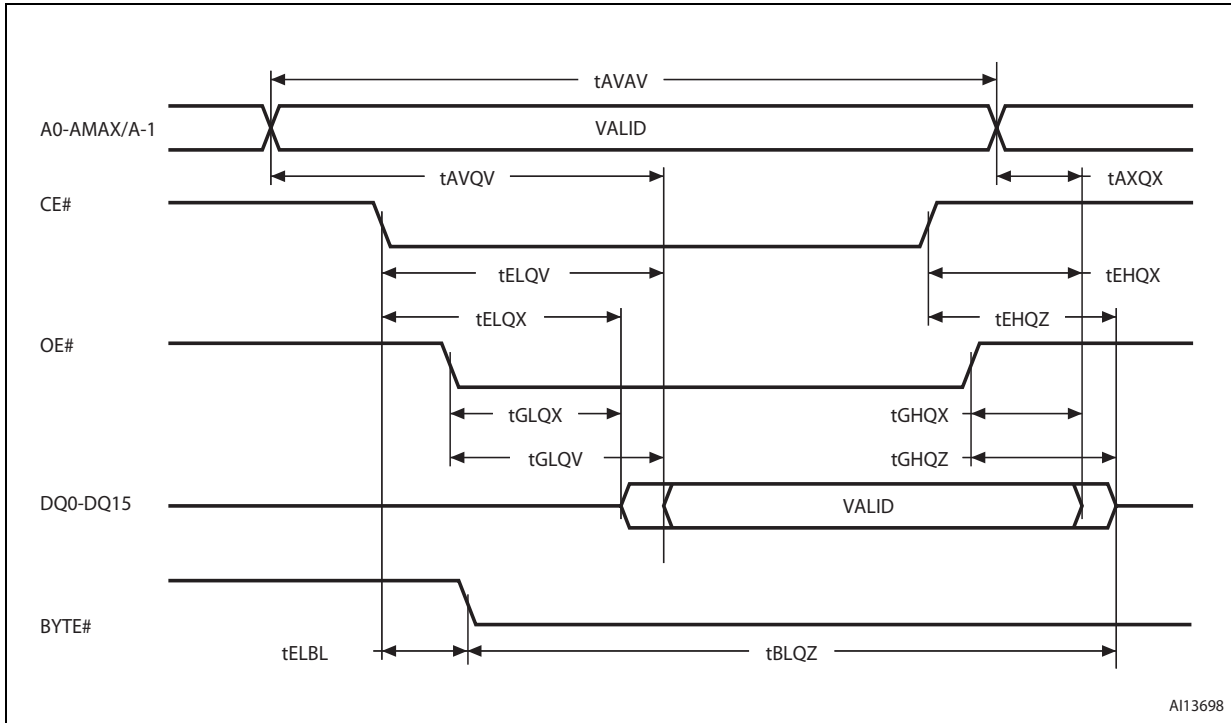 tAVAV
A0-AMAX/A-1
VALID
tAVQV
tAXQX
CE#
tELQV
tEHQX
tELQX
tEHQZ
OE#
tGLQX
tGHQX
tGLQV
tGHQZ
DQ0-DQ15
VALID
BYTE#
tELBL
tBLQZ
AI13698